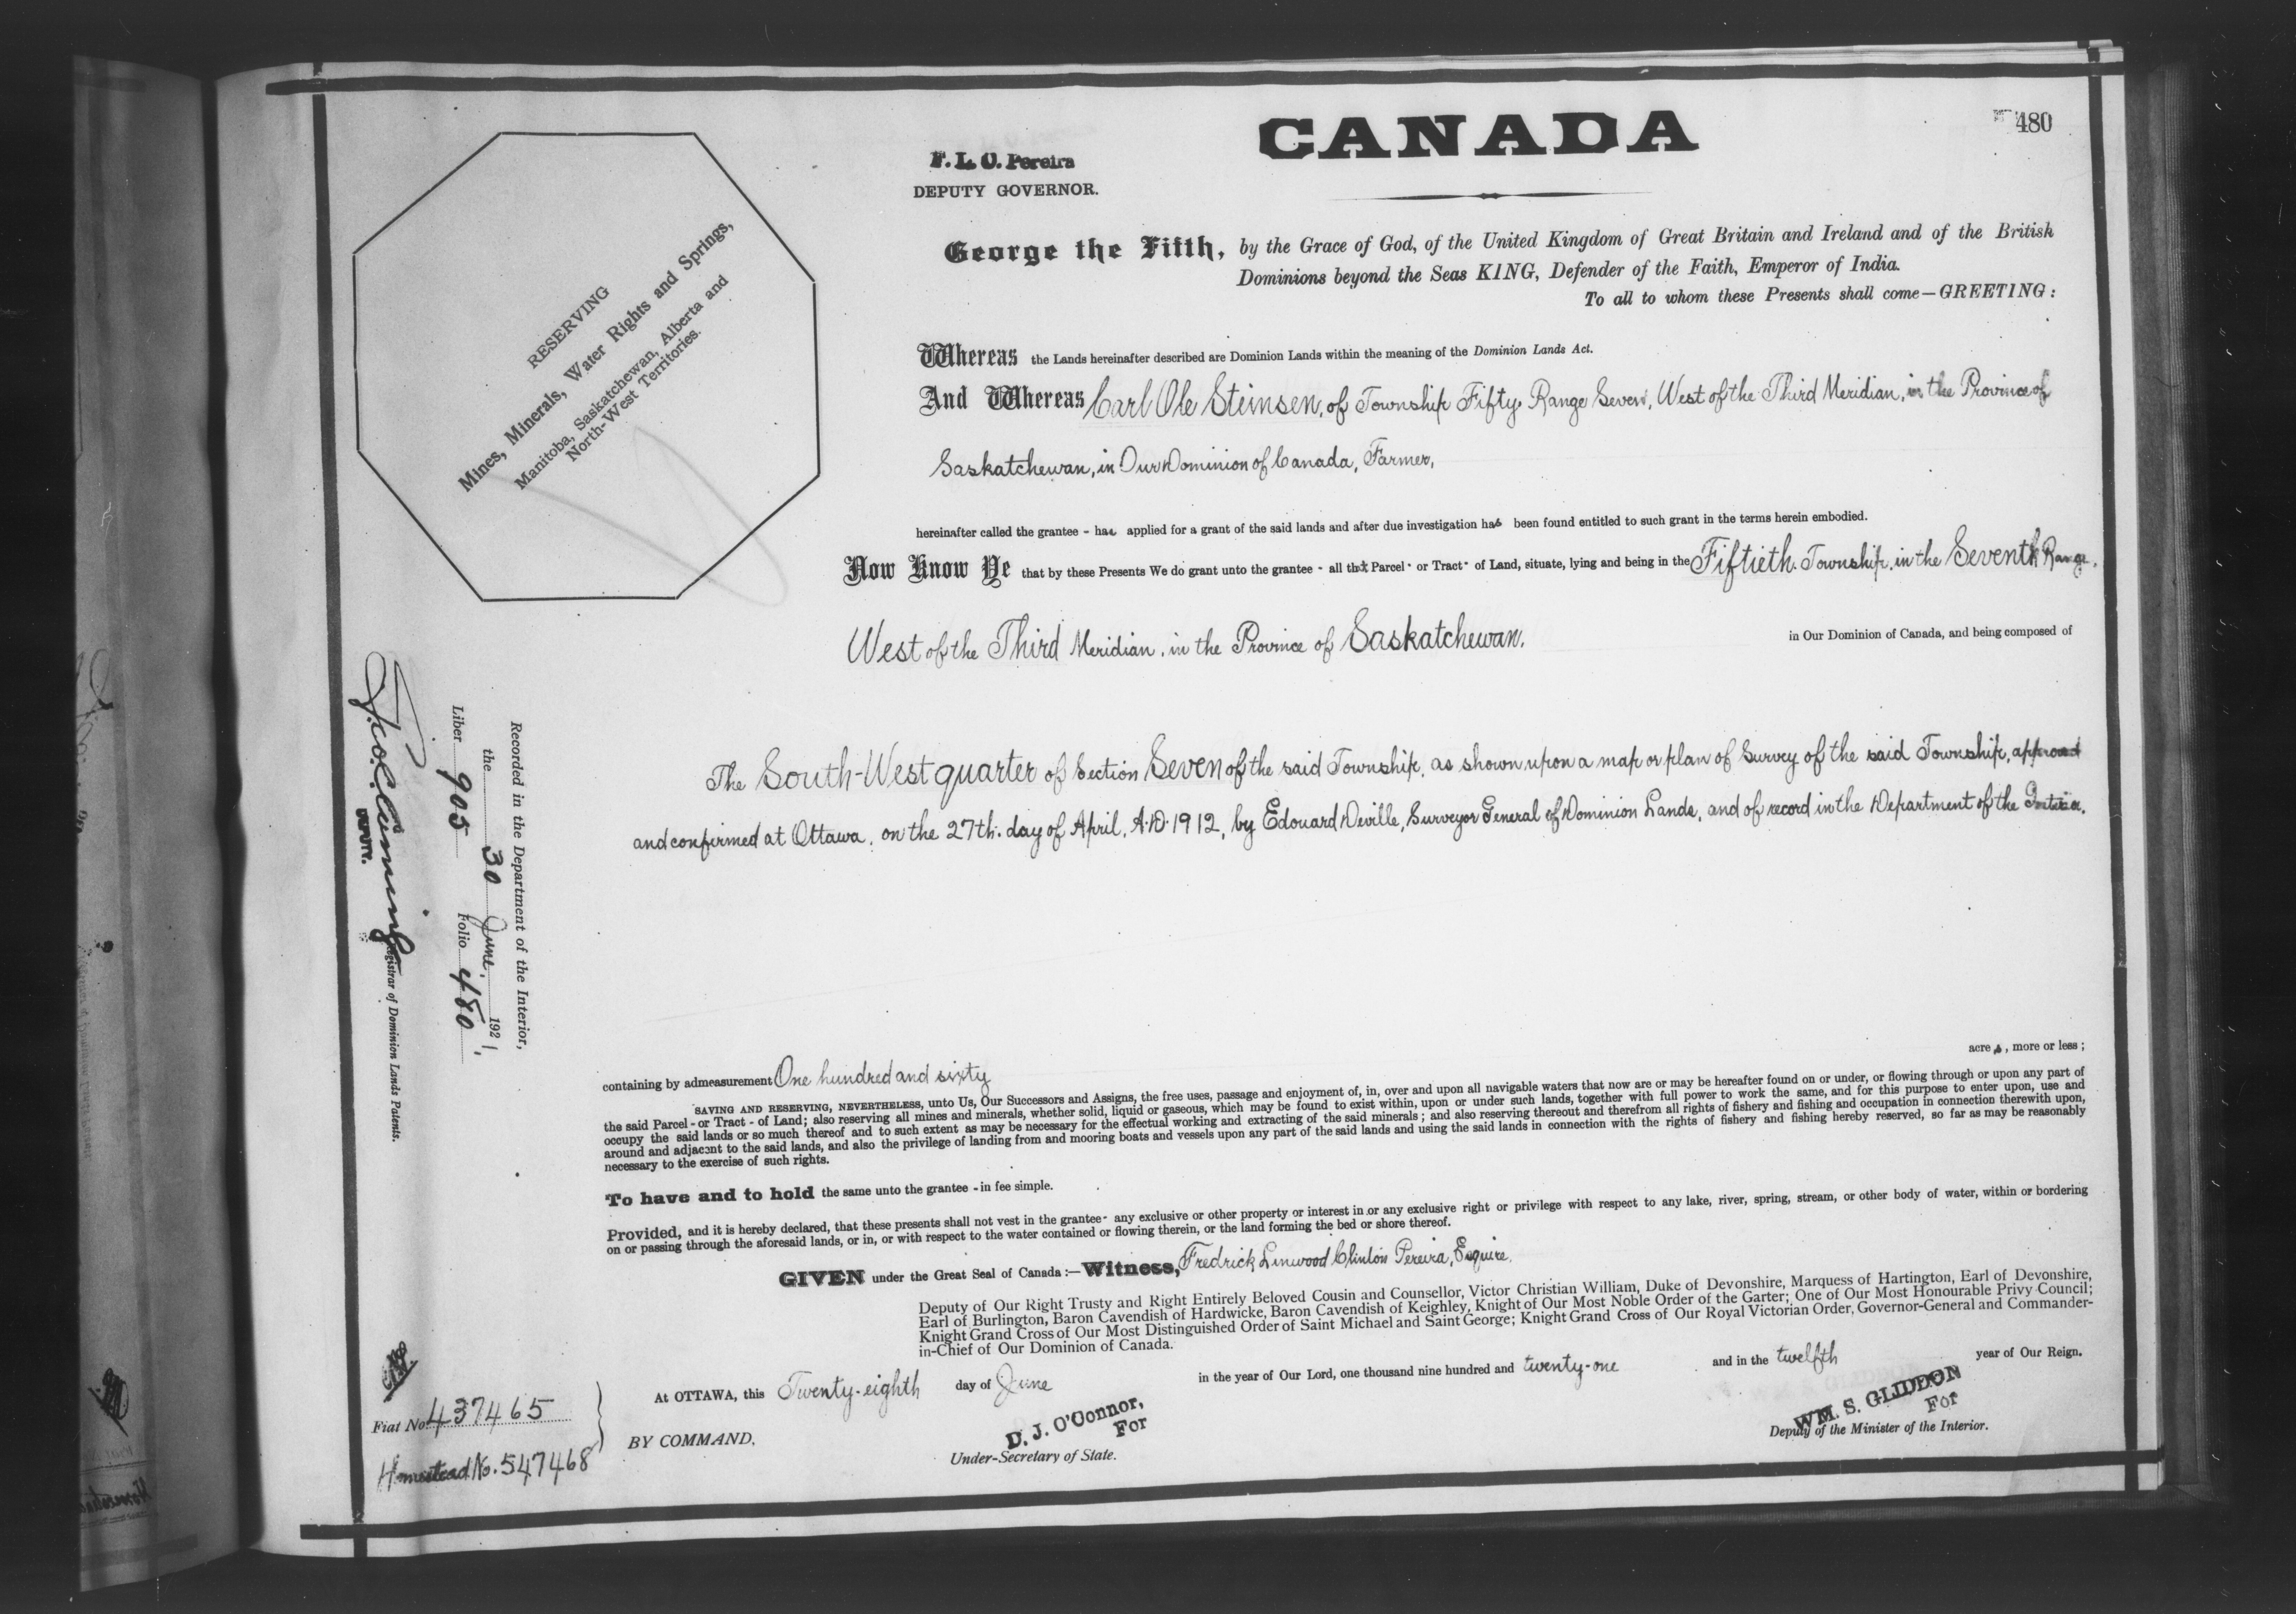 480
CANADA
F. L. C. Pereira
DEPUTY GOVERNOR.
RESERVING
Mines, Minerals, Water Rights and Springs,
Manitoba, Saskatchewan, Alberta and
North-West Territories.
George the Fifth, by the Grace of God, of the United Kingdom of Great Britain and Ireland and of the British
Dominions beyond the Seas KING, Defender of the Faith, Emperor of India.
To all to whom these Presents shall come—GREETING:
Whereas the Lands hereinafter described are Dominion Lands within the meaning of the Dominion Lands Act.
And Whereas Carl Ole Steinsen, of Township Fifty, Range Seven, West of the Third Meridian, in the Province of
Saskatchewan, in Our Dominion of Canada, Farmer,
hereinafter called the grantee - has applied for a grant of the said lands and after due investigation has been found entitled to such grant in the terms herein embodied.
Now Know Ye that by these Presents We do grant unto the grantee - all that Parcel - or Tract - of Land, situate, lying and being in the Fiftieth Township, in the Seventh Range,
West of the Third Meridian, in the Province of Saskatchewan, in Our Dominion of Canada, and being composed of
The South-West quarter of Section Seven of the said Township, as shown upon a map or plan of Survey of the said Township, approved
and confirmed at Ottawa, on the 27th. day of April, A.D. 1912, by Edouard Deville, Surveyor General of Dominion Lands, and of record in the Department of the Interior.
Recorded in the Department of the Interior,
the 30 June, 1921,
Liber 905 Folio 480
Registrar of Dominion Lands Patents.
containing by admeasurement One hundred and sixty acres, more or less;
SAVING AND RESERVING, NEVERTHELESS, unto Us, Our Successors and Assigns, the free uses, passage and enjoyment of, in, over and upon all navigable waters that now are or may be hereafter found on or under, or flowing through or upon any part of
the said Parcel - or Tract - of Land; also reserving all mines and minerals, whether solid, liquid or gaseous, which may be found to exist within, upon or under such lands, together with full power to work the same, and for this purpose to enter upon, use and
occupy the said lands or so much thereof and to such extent as may be necessary for the effectual working and extracting of the said minerals; and also reserving thereout and therefrom all rights of fishery and fishing and occupation in connection therewith upon,
around and adjacent to the said lands, and also the privilege of landing from and mooring boats and vessels upon any part of the said lands and using the said lands in connection with the rights of fishery and fishing hereby reserved, so far as may be reasonably
necessary to the exercise of such rights.
To have and to hold the same unto the grantee - in fee simple.
Provided, and it is hereby declared, that these presents shall not vest in the grantee - any exclusive or other property or interest in or any exclusive right or privilege with respect to any lake, river, spring, stream, or other body of water, within or bordering
on or passing through the aforesaid lands, or in, or with respect to the water contained or flowing therein, or the land forming the bed or shore thereof.
GIVEN under the Great Seal of Canada:—Witness, Fredrick Linwood Clinton Pereira, Esquire,
Deputy of Our Right Trusty and Right Entirely Beloved Cousin and Counsellor, Victor Christian William, Duke of Devonshire, Marquess of Hartington, Earl of Devonshire,
Earl of Burlington, Baron Cavendish of Hardwicke, Baron Cavendish of Keighley, Knight of Our Most Noble Order of the Garter; One of Our Most Honourable Privy Council;
Knight Grand Cross of Our Most Distinguished Order of Saint Michael and Saint George; Knight Grand Cross of Our Royal Victorian Order, Governor-General and Commander-
in-Chief of Our Dominion of Canada.
At OTTAWA, this Twenty-eighth day of June in the year of Our Lord, one thousand nine hundred and twenty-one and in the twelfth year of Our Reign.
Fiat No. 437465
Homestead No. 547468
BY COMMAND,
D. J. O'Connor,
For
Under-Secretary of State.
WM. S. GLIDDON
For
Deputy of the Minister of the Interior.